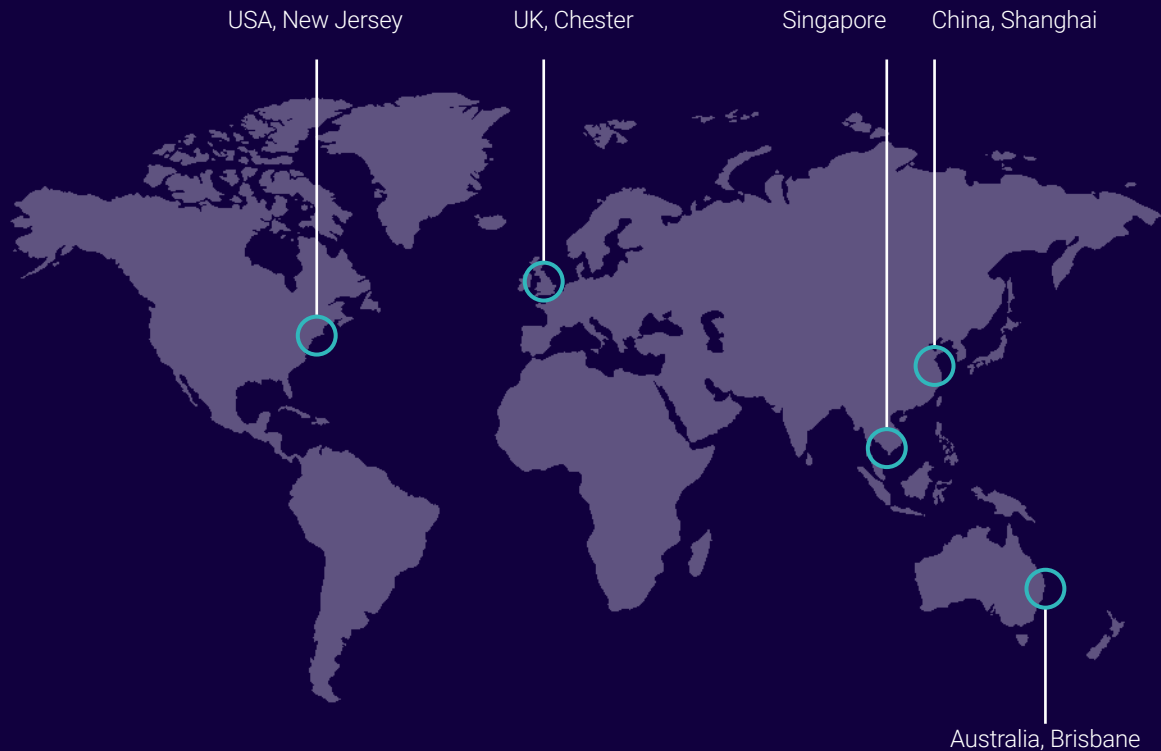 USA, New Jersey
UK, Chester
Singapore
China, Shanghai
Australia, Brisbane